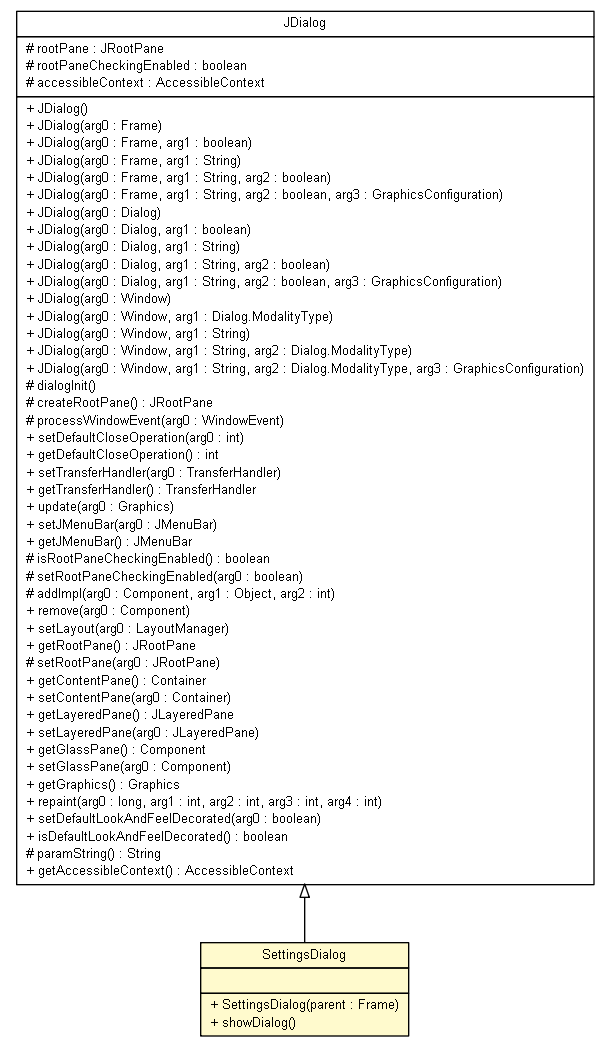 JDialog
# rootPane : JRootPane
# rootPaneCheckingEnabled : boolean
# accessibleContext : AccessibleContext
+ JDialog()
+ JDialog(arg0 : Frame)
+ JDialog(arg0 : Frame, arg1 : boolean)
+ JDialog(arg0 : Frame, arg1 : String)
+ JDialog(arg0 : Frame, arg1 : String, arg2 : boolean)
+ JDialog(arg0 : Frame, arg1 : String, arg2 : boolean, arg3 : GraphicsConfiguration)
+ JDialog(arg0 : Dialog)
+ JDialog(arg0 : Dialog, arg1 : boolean)
+ JDialog(arg0 : Dialog, arg1 : String)
+ JDialog(arg0 : Dialog, arg1 : String, arg2 : boolean)
+ JDialog(arg0 : Dialog, arg1 : String, arg2 : boolean, arg3 : GraphicsConfiguration)
+ JDialog(arg0 : Window)
+ JDialog(arg0 : Window, arg1 : Dialog.ModalityType)
+ JDialog(arg0 : Window, arg1 : String)
+ JDialog(arg0 : Window, arg1 : String, arg2 : Dialog.ModalityType)
+ JDialog(arg0 : Window, arg1 : String, arg2 : Dialog.ModalityType, arg3 : GraphicsConfiguration)
# dialogInit()
# createRootPane() : JRootPane
# processWindowEvent(arg0 : WindowEvent)
+ setDefaultCloseOperation(arg0 : int)
+ getDefaultCloseOperation() : int
+ setTransferHandler(arg0 : TransferHandler)
+ getTransferHandler() : TransferHandler
+ update(arg0 : Graphics)
+ setJMenuBar(arg0 : JMenuBar)
+ getJMenuBar() : JMenuBar
# isRootPaneCheckingEnabled() : boolean
# setRootPaneCheckingEnabled(arg0 : boolean)
# addImpl(arg0 : Component, arg1 : Object, arg2 : int)
+ remove(arg0 : Component)
+ setLayout(arg0 : LayoutManager)
+ getRootPane() : JRootPane
# setRootPane(arg0 : JRootPane)
+ getContentPane() : Container
+ setContentPane(arg0 : Container)
+ getLayeredPane() : JLayeredPane
+ setLayeredPane(arg0 : JLayeredPane)
+ getGlassPane() : Component
+ setGlassPane(arg0 : Component)
+ getGraphics() : Graphics
+ repaint(arg0 : long, arg1 : int, arg2 : int, arg3 : int, arg4 : int)
+ setDefaultLookAndFeelDecorated(arg0 : boolean)
+ isDefaultLookAndFeelDecorated() : boolean
# paramString() : String
+ getAccessibleContext() : AccessibleContext
SettingsDialog
+ SettingsDialog(parent : Frame)
+ showDialog()